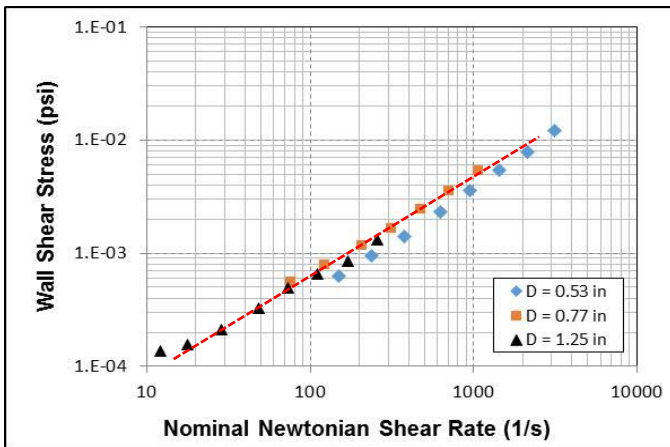 1.E-01
1.E-02
1.E-03
1.E-04
Wall Shear Stress (psi)
D = 0.53 in
D = 0.77 in
D = 1.25 in
10
100
1000
10000
Nominal Newtonian Shear Rate (1/s)